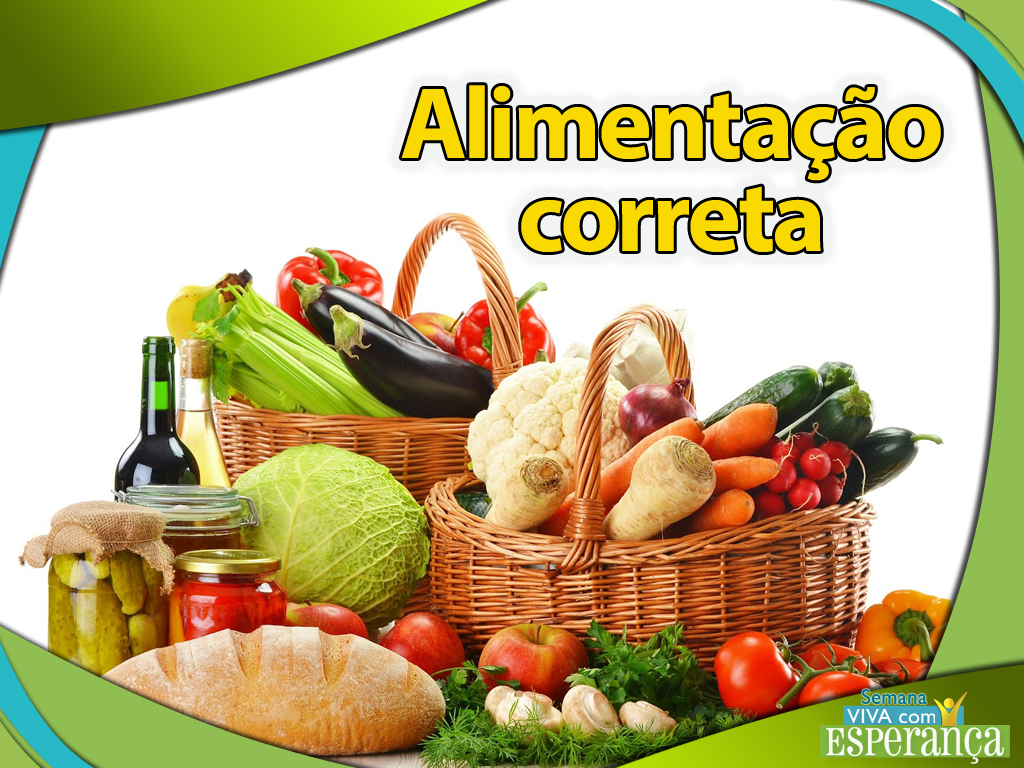 Alimentação
correta
Semana
VIVA com
ESPERANÇA